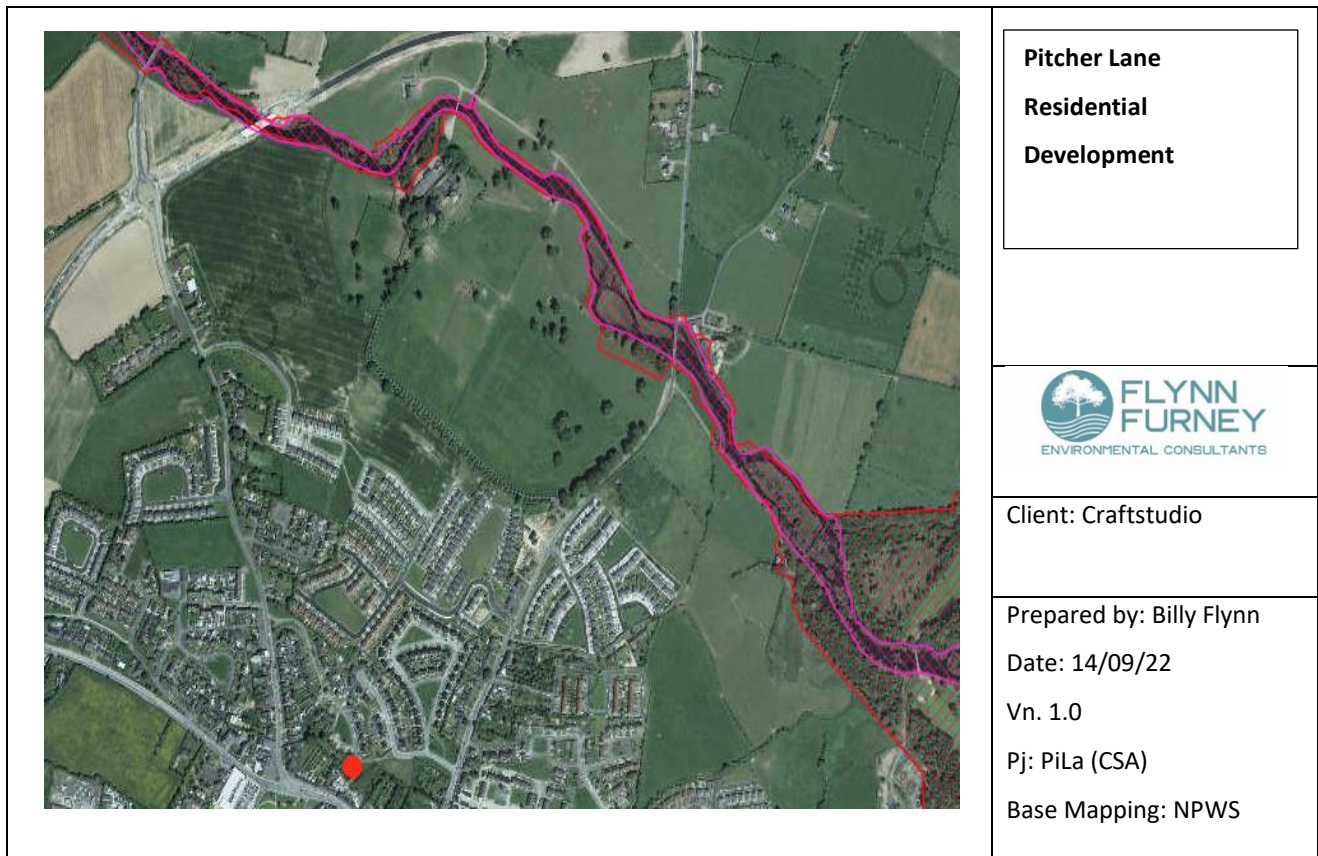 Pitcher Lane
Residential
Development
FLYNN
FURNEY
ENVIRONMENTAL CONSULTANTS
Client: Craftstudio
Prepared by: Billy Flynn
Date: 14/09/22
Vn. 1.0
Pj: PiLa (CSA)
Base Mapping: NPWS